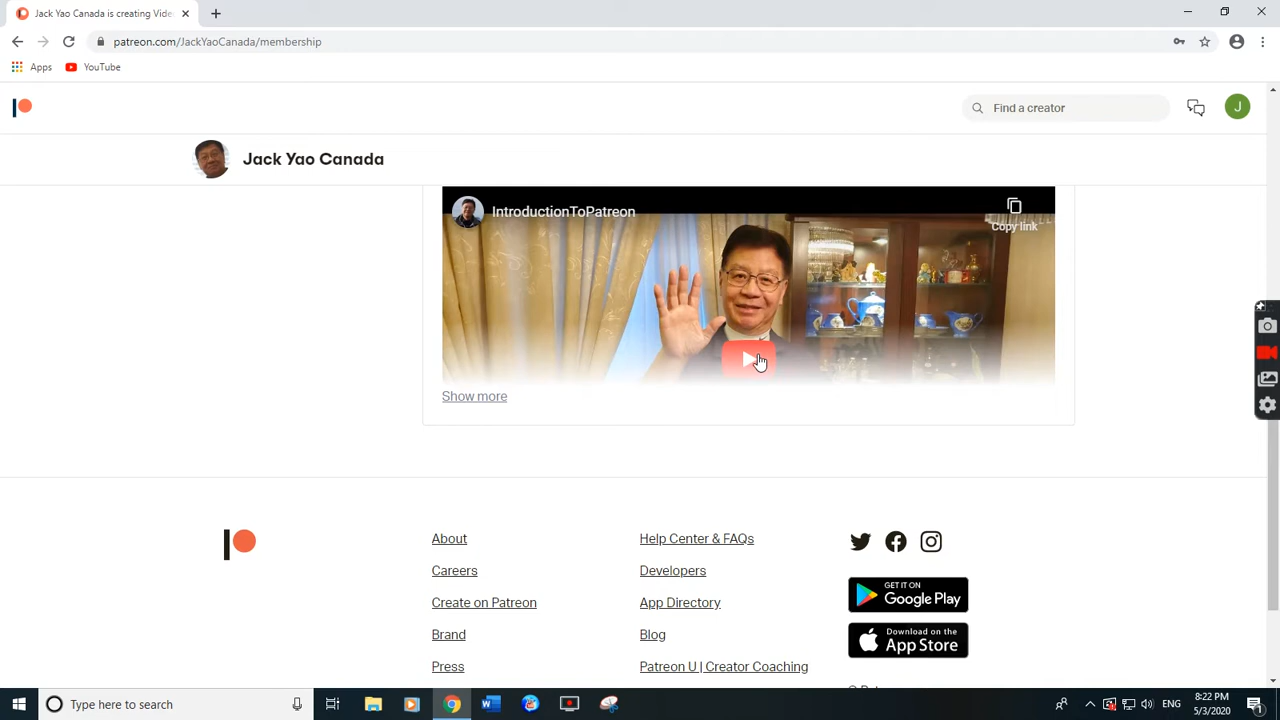 Jack Yao Canada is creating Vide
patreon.com/JackYaoCanada/membership
Apps
YouTube
Find a creator
J
Jack Yao Canada
IntroductionToPatreon
Copy link
Show more
About
Help Center & FAQs
Careers
Developers
GET IT ON
Google Play
Create on Patreon
App Directory
Download on the
App Store
Brand
Blog
Press
Patreon U | Creator Coaching
Type here to search
ENG
8:22 PM
5/3/2020
1